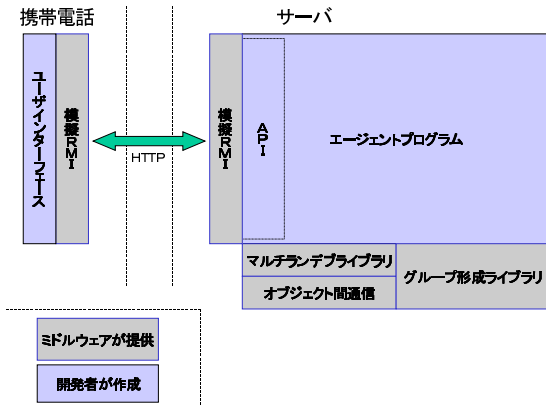 携帯電話
サーバ
ユーザインターフェース
模擬RMI
HTTP
模擬RMI
API
エージェントプログラム
マルチランデブライブラリ
オブジェクト間通信
グループ形成ライブラリ
ミドルウェアが提供
開発者が作成